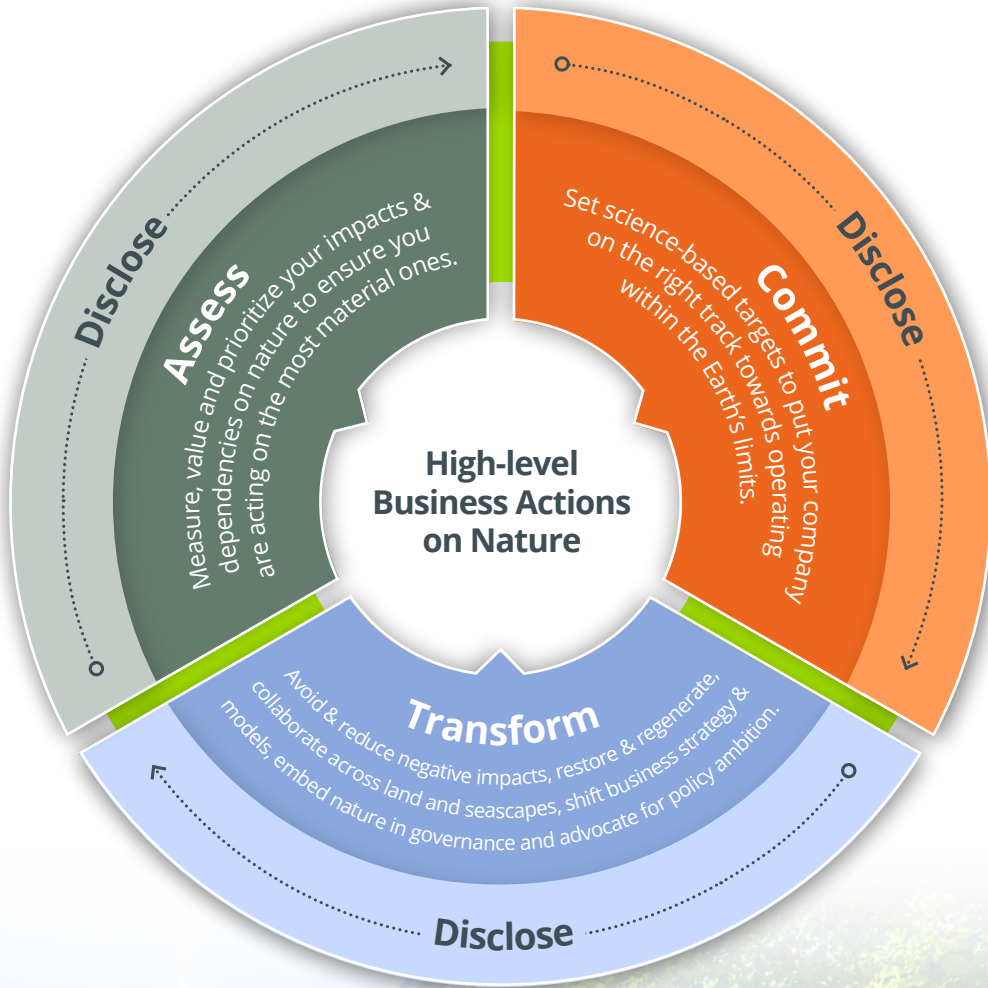 Disclose
Assess
Measure, value and prioritize your impacts &
dependencies on nature to ensure you
are acting on the most material ones.
Disclose
Commit
Set science-based targets to put your company
on the right track towards operating
within the Earth's limits.
High-level
Business Actions
on Nature
Transform
Avoid & reduce negative impacts, restore & regenerate,
collaborate across land and seascapes, shift business strategy &
models, embed nature in governance and advocate for policy ambition.
Disclose